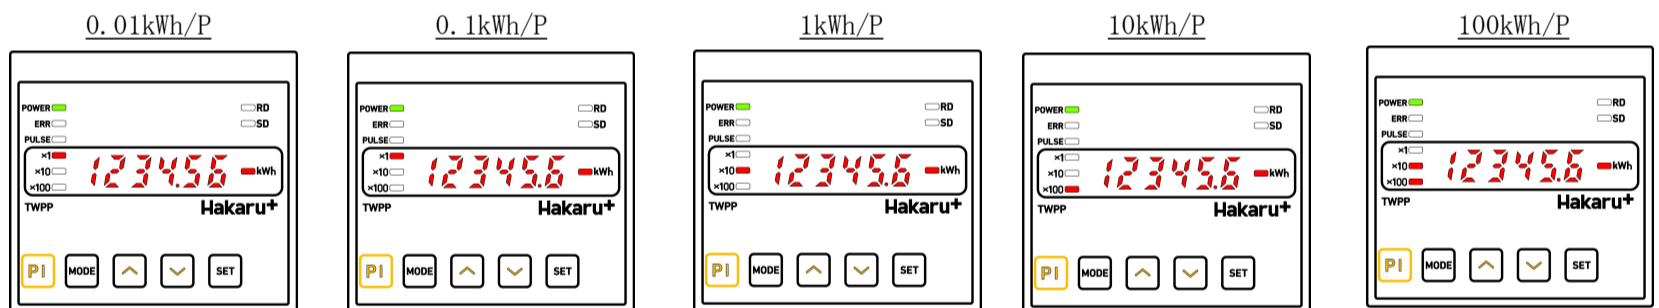 0.01kWh/P
POWER
RD
ERR
SD
PULSE
×1
×10
×100
1234.56
kWh
TWPP
Hakaru+
PI
MODE
SET
0.1kWh/P
POWER
RD
ERR
SD
PULSE
×1
×10
×100
12345.6
kWh
TWPP
Hakaru+
PI
MODE
SET
1kWh/P
POWER
RD
ERR
SD
PULSE
×1
×10
×100
12345.6
kWh
TWPP
Hakaru+
PI
MODE
SET
10kWh/P
POWER
RD
ERR
SD
PULSE
×1
×10
×100
12345.6
kWh
TWPP
Hakaru+
PI
MODE
SET
100kWh/P
POWER
RD
ERR
SD
PULSE
×1
×10
×100
12345.6
kWh
TWPP
Hakaru+
PI
MODE
SET